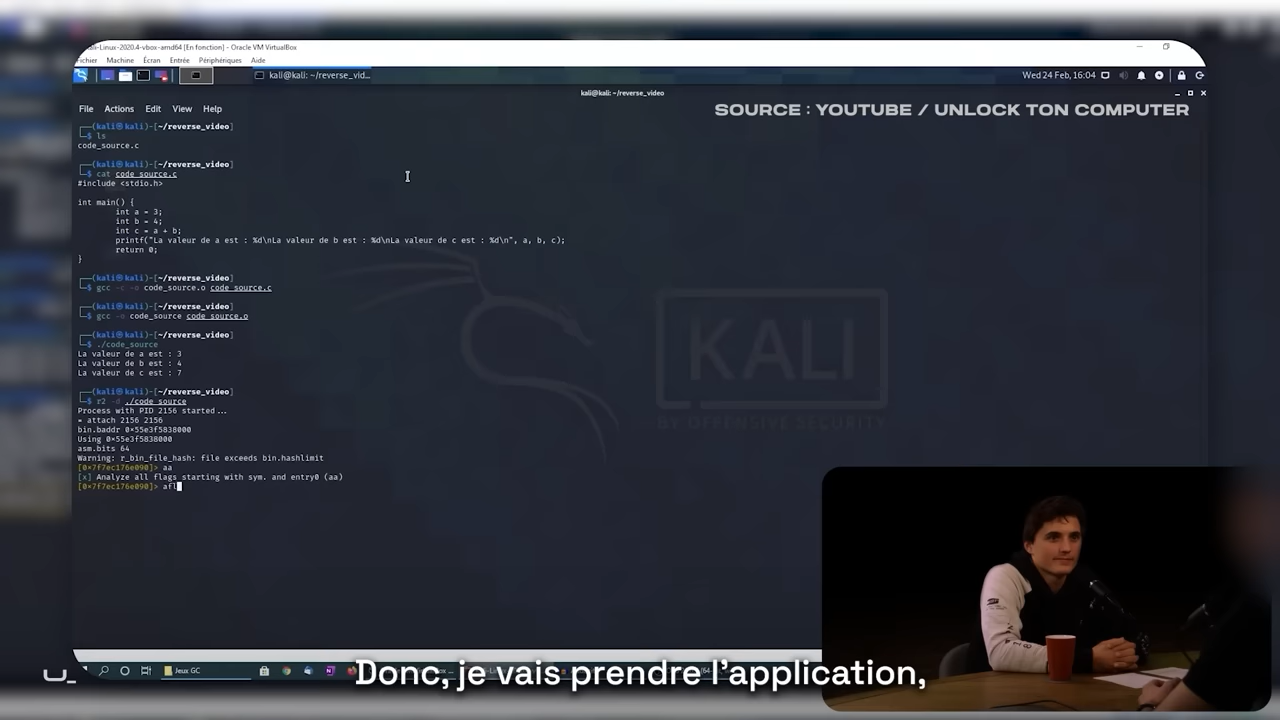 ali-Linux-2020.4-vbox-amd64 [En fonction] - Oracle VM VirtualBox
Fichier Machine Écran Entrée Périphériques Aide
kali@kali: ~/reverse_vid...
Wed 24 Feb, 16:04
kali@kali: ~/reverse_video
File Actions Edit View Help
SOURCE : YOUTUBE / UNLOCK TON COMPUTER
┌──(kali㉿kali)-[~/reverse_video]
└─$ ls
code_source.c
┌──(kali㉿kali)-[~/reverse_video]
└─$ cat code_source.c
#include <stdio.h>
int main() {
int a = 3;
int b = 4;
int c = a + b;
printf("La valeur de a est : %d\nLa valeur de b est : %d\nLa valeur de c est : %d\n", a, b, c);
return 0;
}
┌──(kali㉿kali)-[~/reverse_video]
└─$ gcc -c -o code_source.o code_source.c
┌──(kali㉿kali)-[~/reverse_video]
└─$ gcc -o code_source code_source.o
┌──(kali㉿kali)-[~/reverse_video]
└─$ ./code_source
La valeur de a est : 3
La valeur de b est : 4
La valeur de c est : 7
┌──(kali㉿kali)-[~/reverse_video]
└─$ r2 -d ./code_source
Process with PID 2156 started...
= attach 2156 2156
bin.baddr 0x55e3f5838000
Using 0x55e3f5838000
asm.bits 64
Warning: r_bin_file_hash: file exceeds bin.hashlimit
[0x7f7ec176e090]> aa
[x] Analyze all flags starting with sym. and entry0 (aa)
[0x7f7ec176e090]> afl
KALI
BY OFFENSIVE SECURITY
Jeux GC
Donc, je vais prendre l'application,